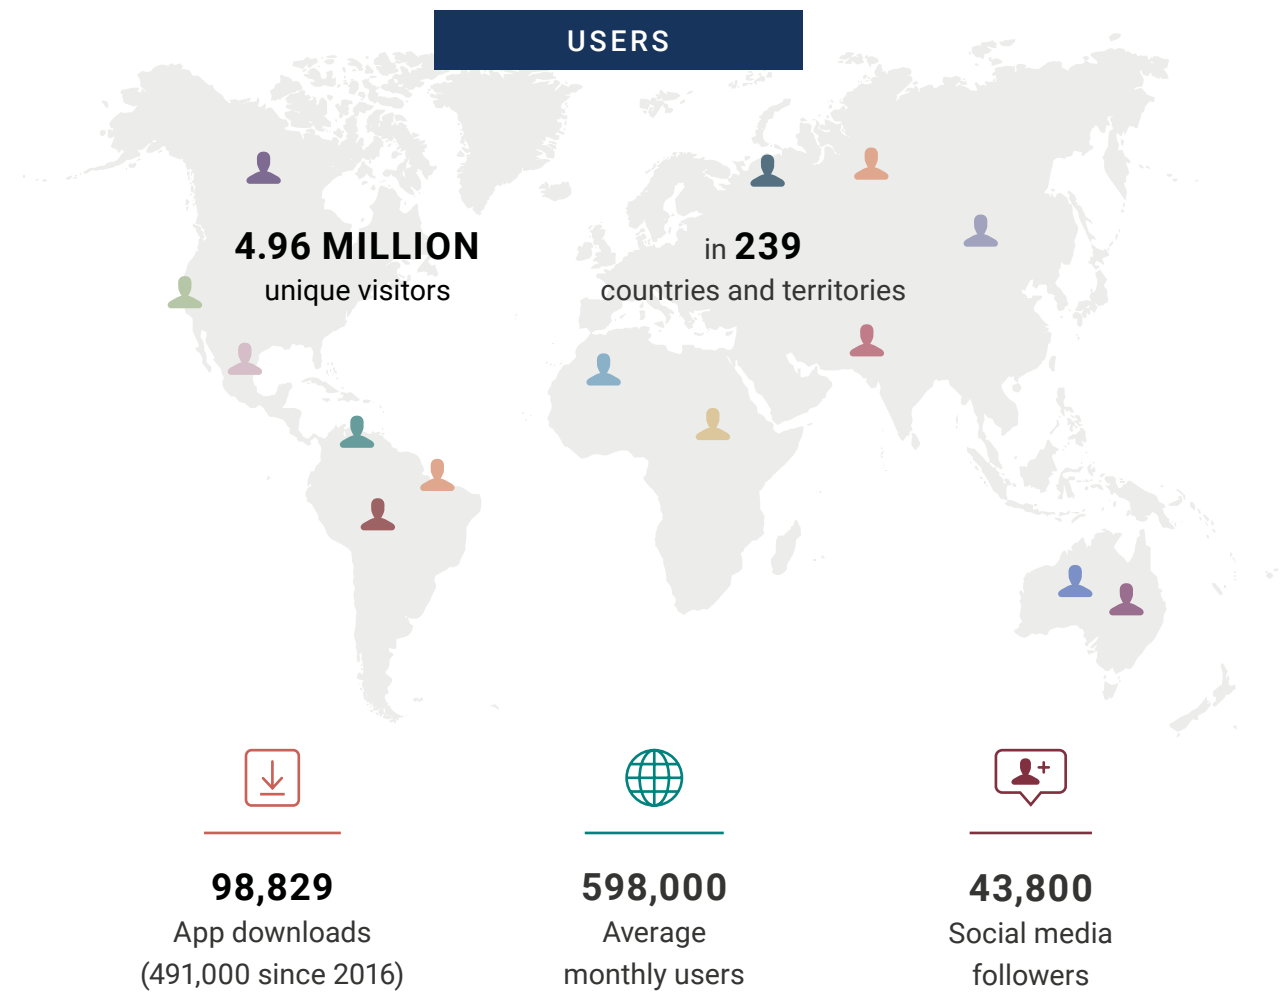 USERS
4.96 MILLION
unique visitors
in 239
countries and territories
98,829
App downloads
(491,000 since 2016)
598,000
Average
monthly users
43,800
Social media
followers